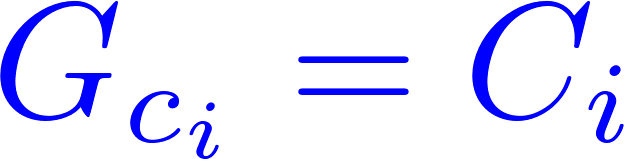 $G_{c_i} = C_i$